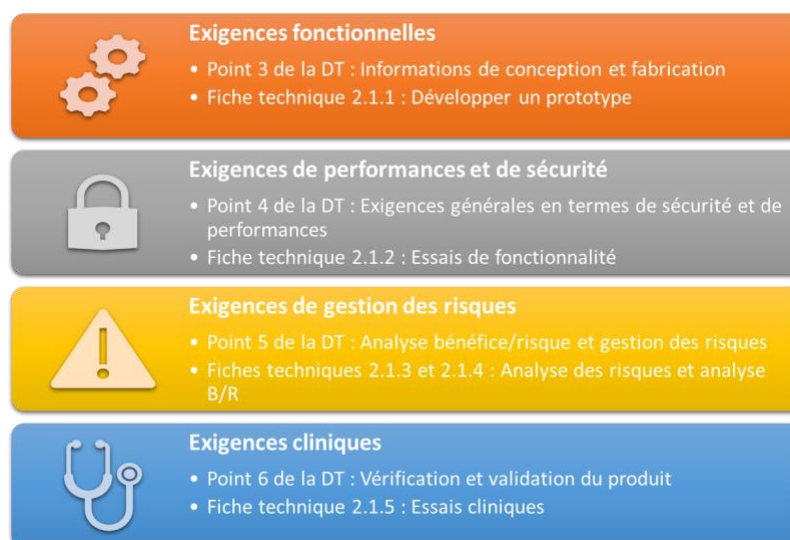 Exigences fonctionnelles
• Point 3 de la DT : Informations de conception et fabrication
• Fiche technique 2.1.1 : Développer un prototype
Exigences de performances et de sécurité
• Point 4 de la DT : Exigences générales en termes de sécurité et de
performances
• Fiche technique 2.1.2 : Essais de fonctionnalité
Exigences de gestion des risques
• Point 5 de la DT : Analyse bénéfice/risque et gestion des risques
• Fiches techniques 2.1.3 et 2.1.4 : Analyse des risques et analyse
B/R
Exigences cliniques
• Point 6 de la DT : Vérification et validation du produit
• Fiche technique 2.1.5 : Essais cliniques